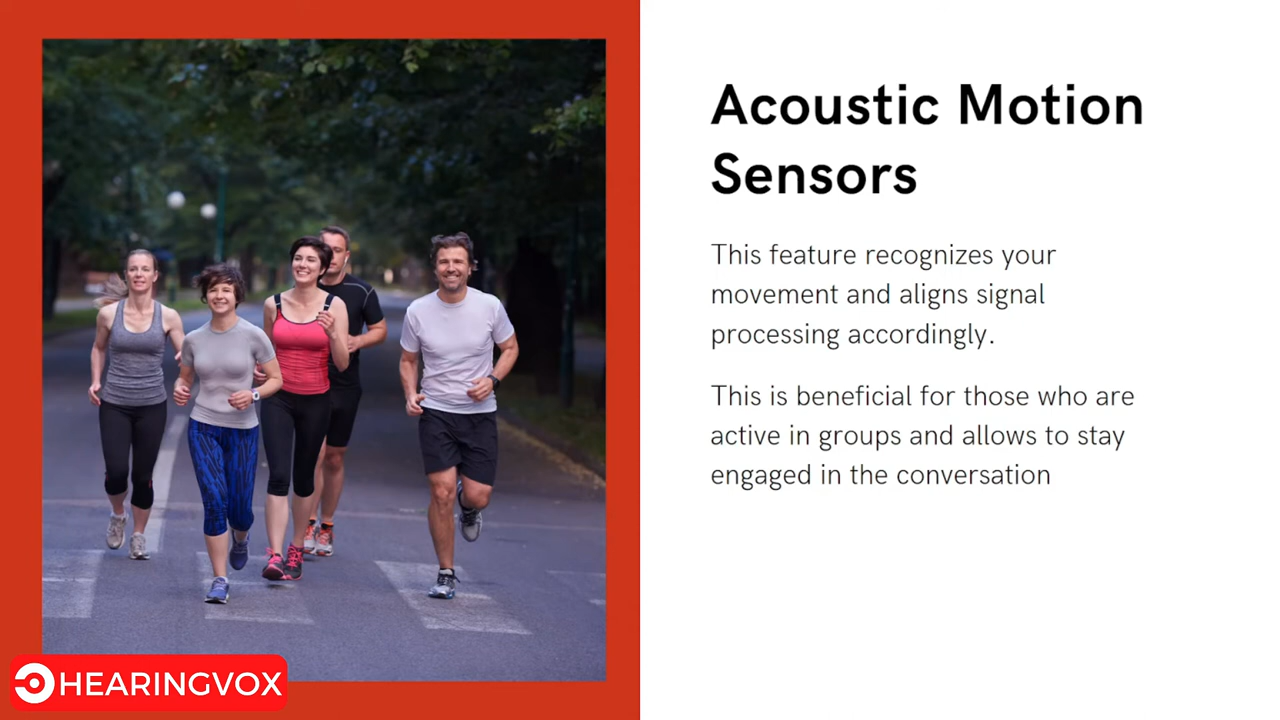 Acoustic Motion
Sensors
This feature recognizes your
movement and aligns signal
processing accordingly.
This is beneficial for those who are
active in groups and allows to stay
engaged in the conversation
HEARINGVOX